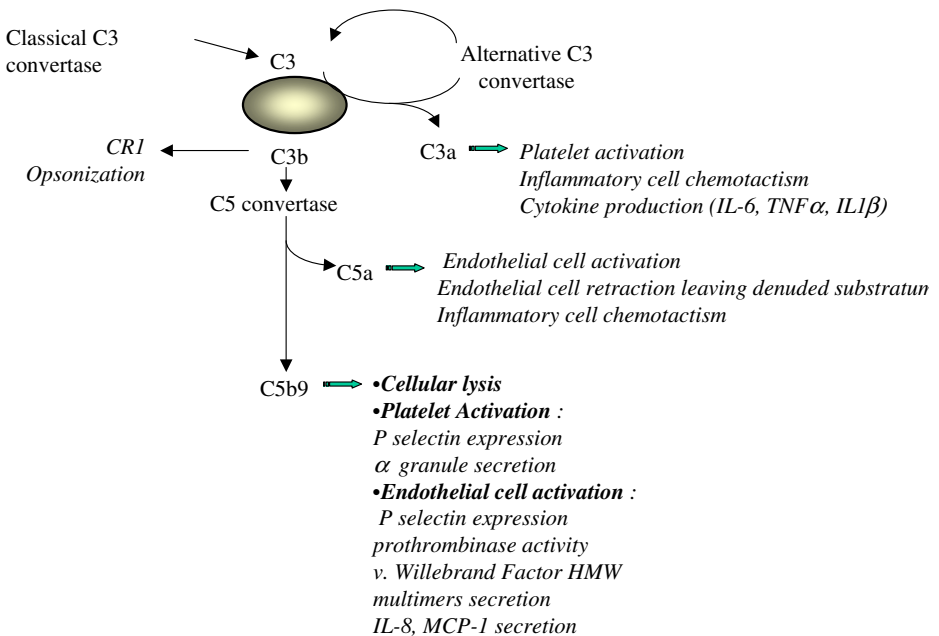 Classical C3
convertase
C3
Alternative C3
convertase
CR1
Opsonization
C3b
C3a
Platelet activation
Inflammatory cell chemotactism
Cytokine production (IL-6, TNFα, IL1β)
C5 convertase
C5a
Endothelial cell activation
Endothelial cell retraction leaving denuded substratun
Inflammatory cell chemotactism
C5b9
•Cellular lysis
•Platelet Activation :
P selectin expression
α granule secretion
•Endothelial cell activation :
P selectin expression
prothrombinase activity
v. Willebrand Factor HMW
multimers secretion
IL-8, MCP-1 secretion